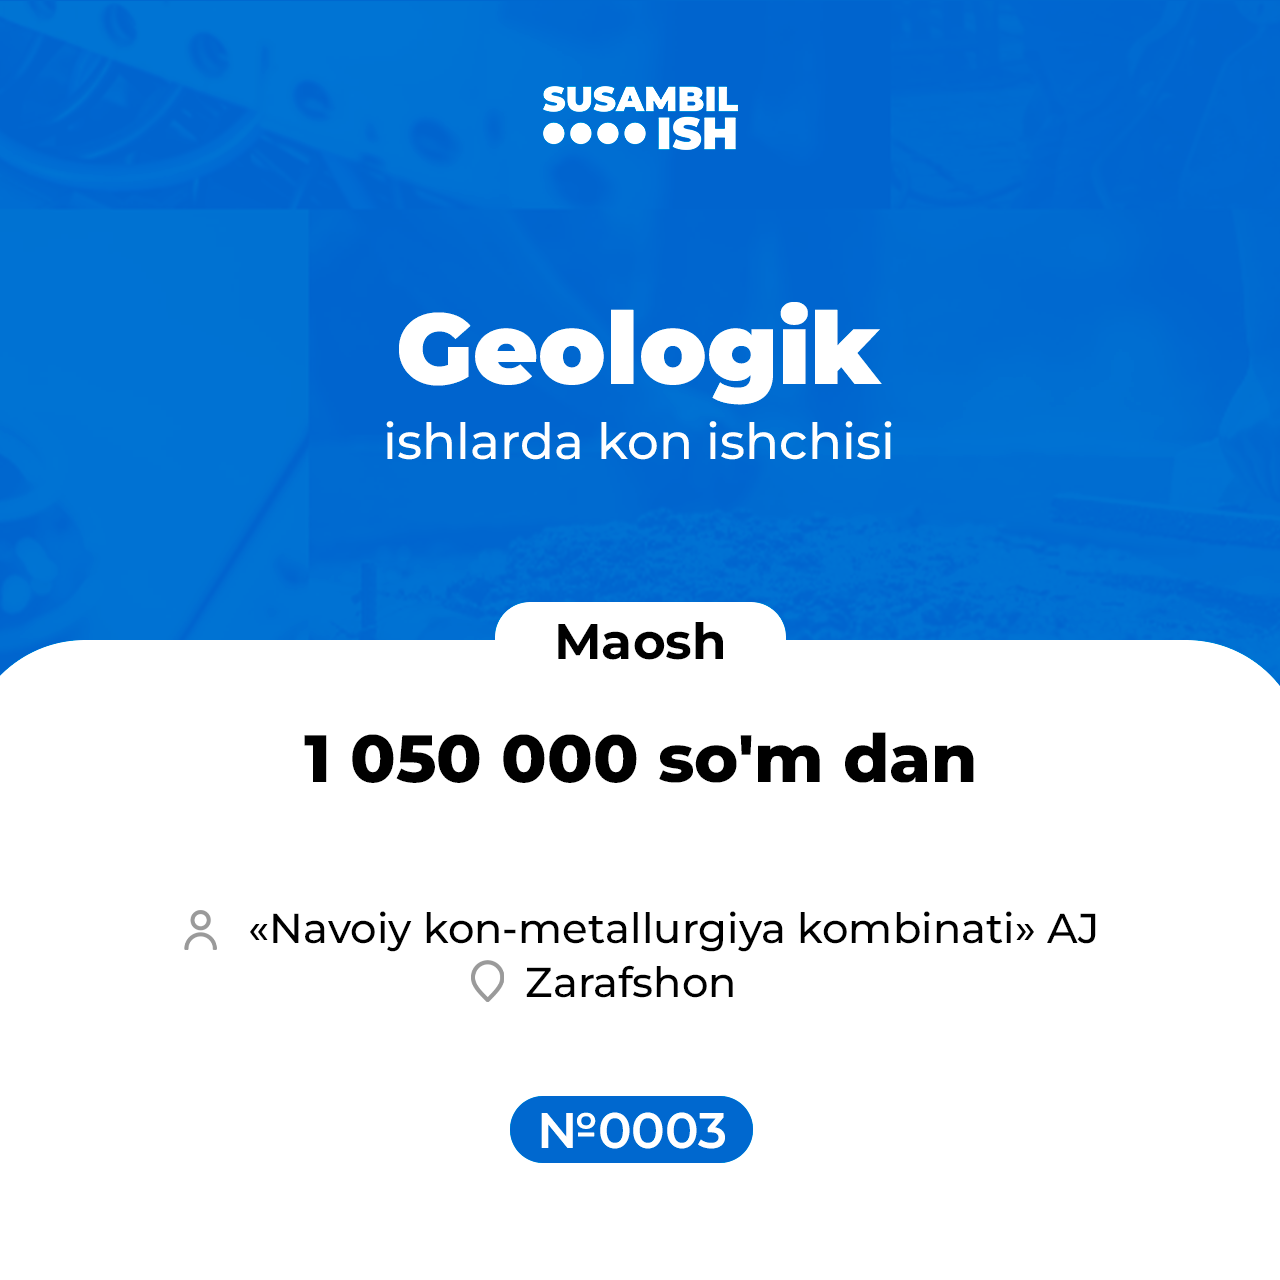 SUSAMBIL
ISH
Geologik
ishlarda kon ishchisi
Maosh
1 050 000 so'm dan
«Navoiy kon-metallurgiya kombinati» AJ
Zarafshon
№0003